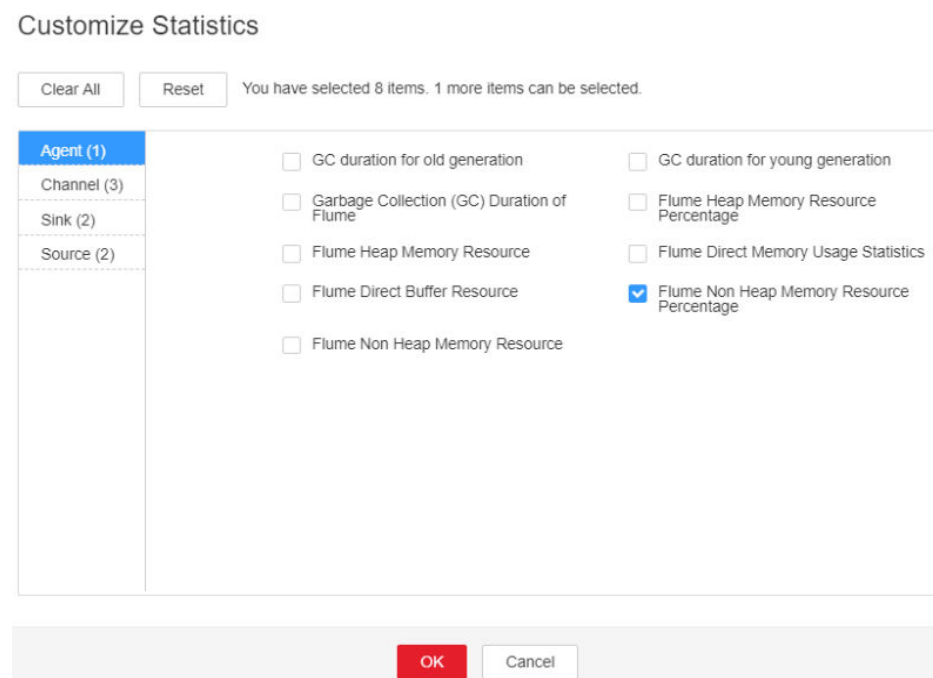 Customize Statistics
Clear All
Reset
You have selected 8 items. 1 more items can be selected.
Agent (1)
Channel (3)
Sink (2)
Source (2)
GC duration for old generation
GC duration for young generation
Garbage Collection (GC) Duration of
Flume
Flume Heap Memory Resource
Percentage
Flume Heap Memory Resource
Flume Direct Memory Usage Statistics
Flume Direct Buffer Resource
Flume Non Heap Memory Resource
Percentage
Flume Non Heap Memory Resource
OK
Cancel